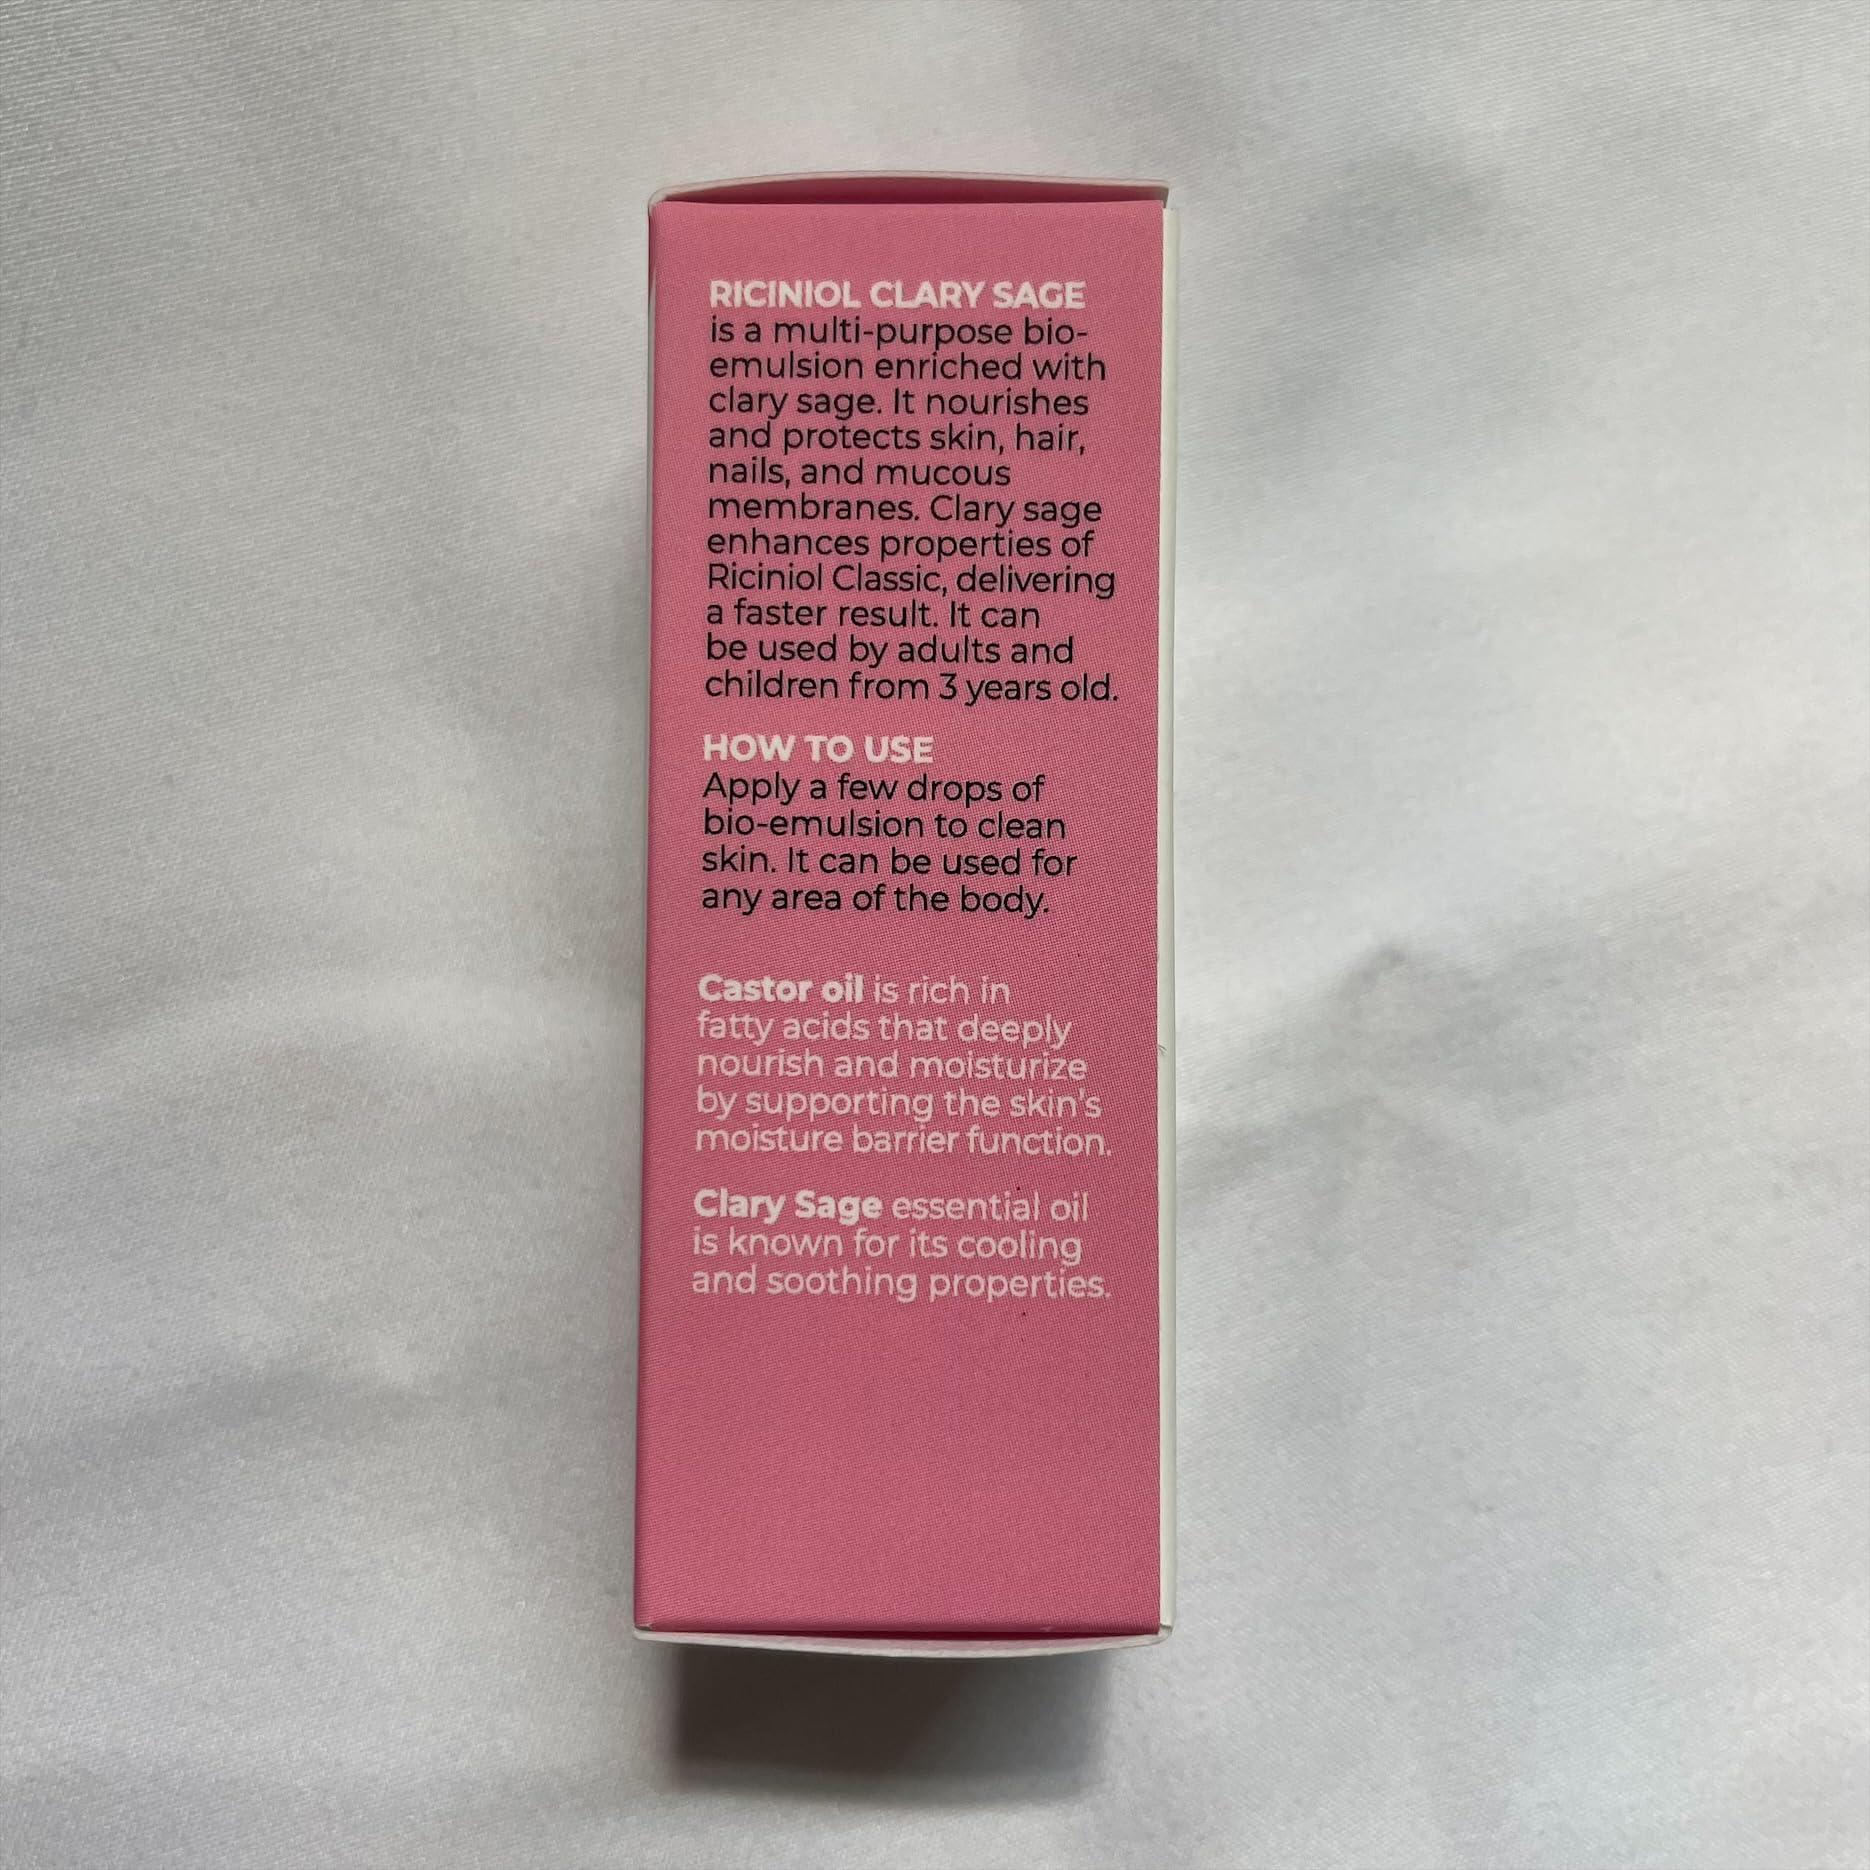 RICINIOL CLARY SAGE
is a multi-purpose bio-
emulsion enriched with
clary sage. It nourishes
and protects skin, hair,
nails, and mucous
membranes. Clary sage
enhances properties of
Riciniol Classic, delivering
a faster result. It can
be used by adults and
children from 3 years old.
HOW TO USE
Apply a few drops of
bio-emulsion to clean
skin. It can be used for
any area of the body.
Castor oil is rich in
fatty acids that deeply
nourish and moisturize
by supporting the skin's
moisture barrier function.
Clary Sage essential oil
is known for its cooling
and soothing properties.